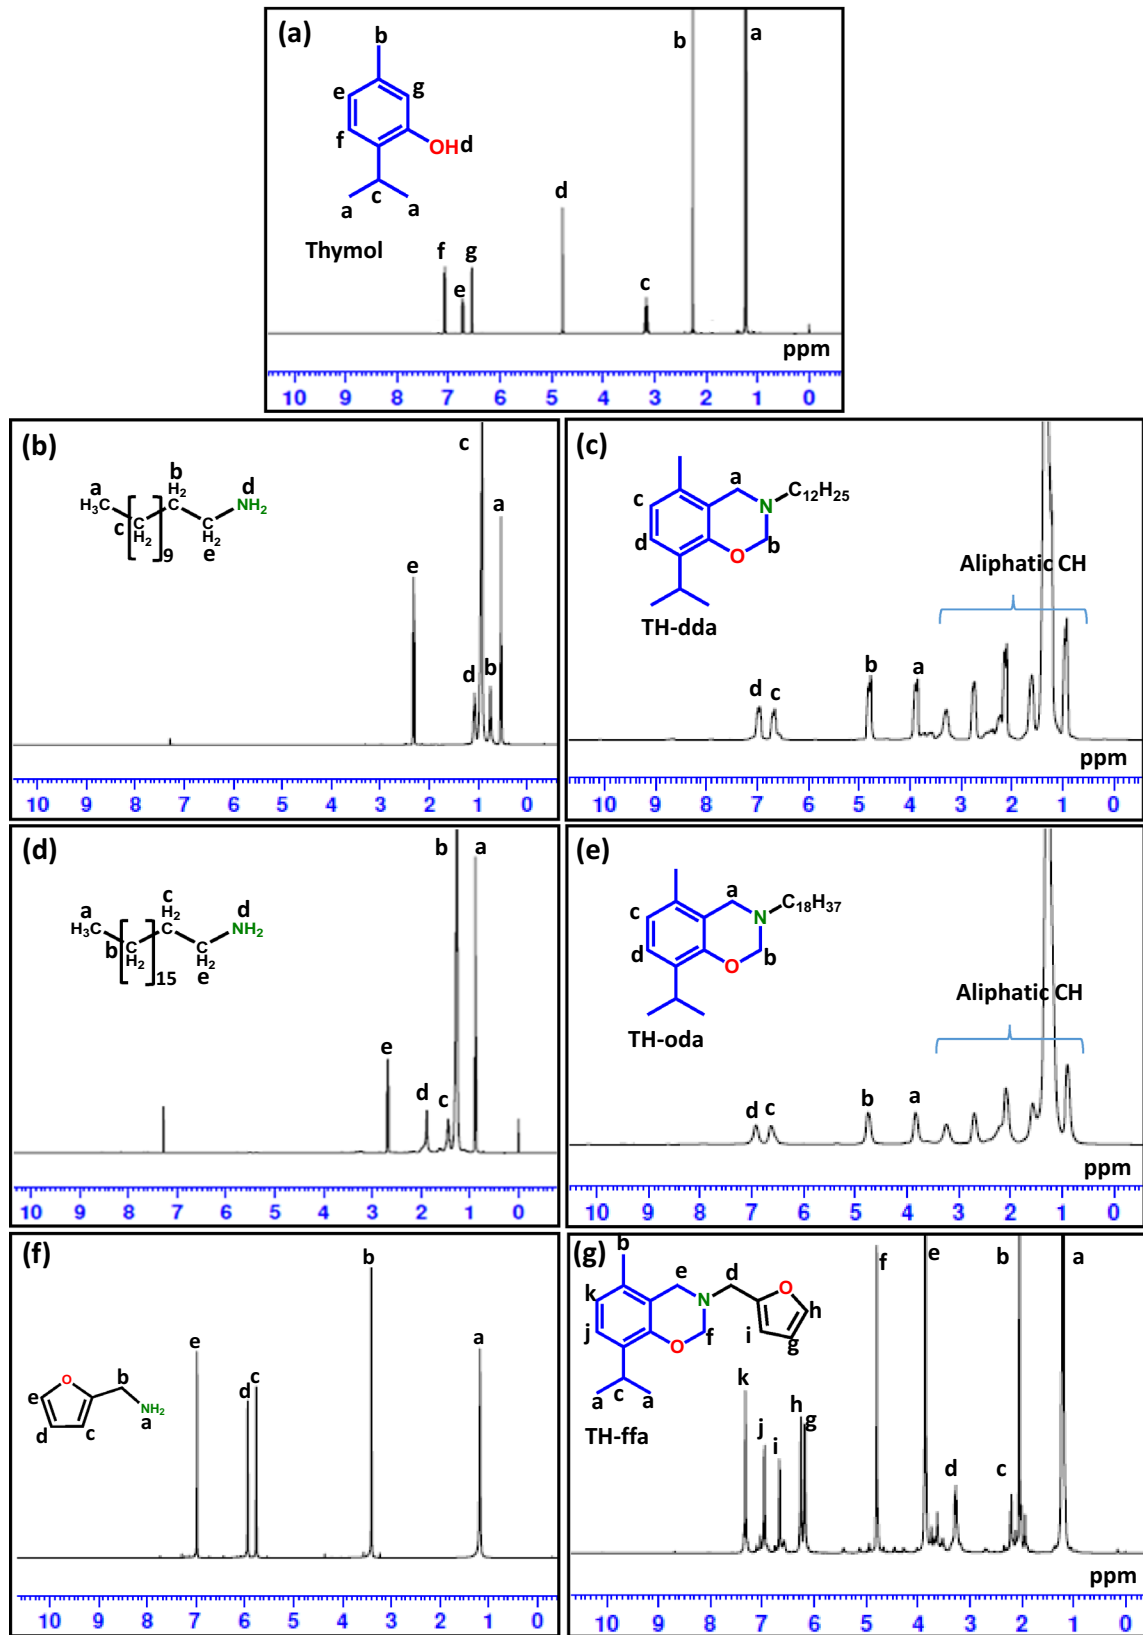 (a)
b
e
g
f
OH d
c
a a
Thymol
f
e
g
d
c
b
a
ppm
10 9 8 7 6 5 4 3 2 1 0
(b)
a
H₃C
b
H₂
C
d
NH₂
c
C
H₂
9
C
H₂
e
e
d
c
b
a
10 9 8 7 6 5 4 3 2 1 0
(c)
a
c
N
C₁₂H₂₅
d
O
b
TH-dda
Aliphatic CH
d
c
b
a
ppm
10 9 8 7 6 5 4 3 2 1 0
(d)
a
H₃C
c
H₂
C
d
NH₂
b
C
H₂
15
C
H₂
e
e
d
c
b
a
10 9 8 7 6 5 4 3 2 1 0
(e)
a
c
N
C₁₈H₃₇
d
O
b
TH-oda
Aliphatic CH
d
c
b
a
ppm
10 9 8 7 6 5 4 3 2 1 0
(f)
O
b
e
NH₂
a
d
c
e
d
c
b
a
10 9 8 7 6 5 4 3 2 1 0
(g)
b
e
d
k
N
O
h
j
i
g
O
f
c
a a
TH-ffa
k
j
i
h
g
f
e
d
c
b
a
ppm
10 9 8 7 6 5 4 3 2 1 0